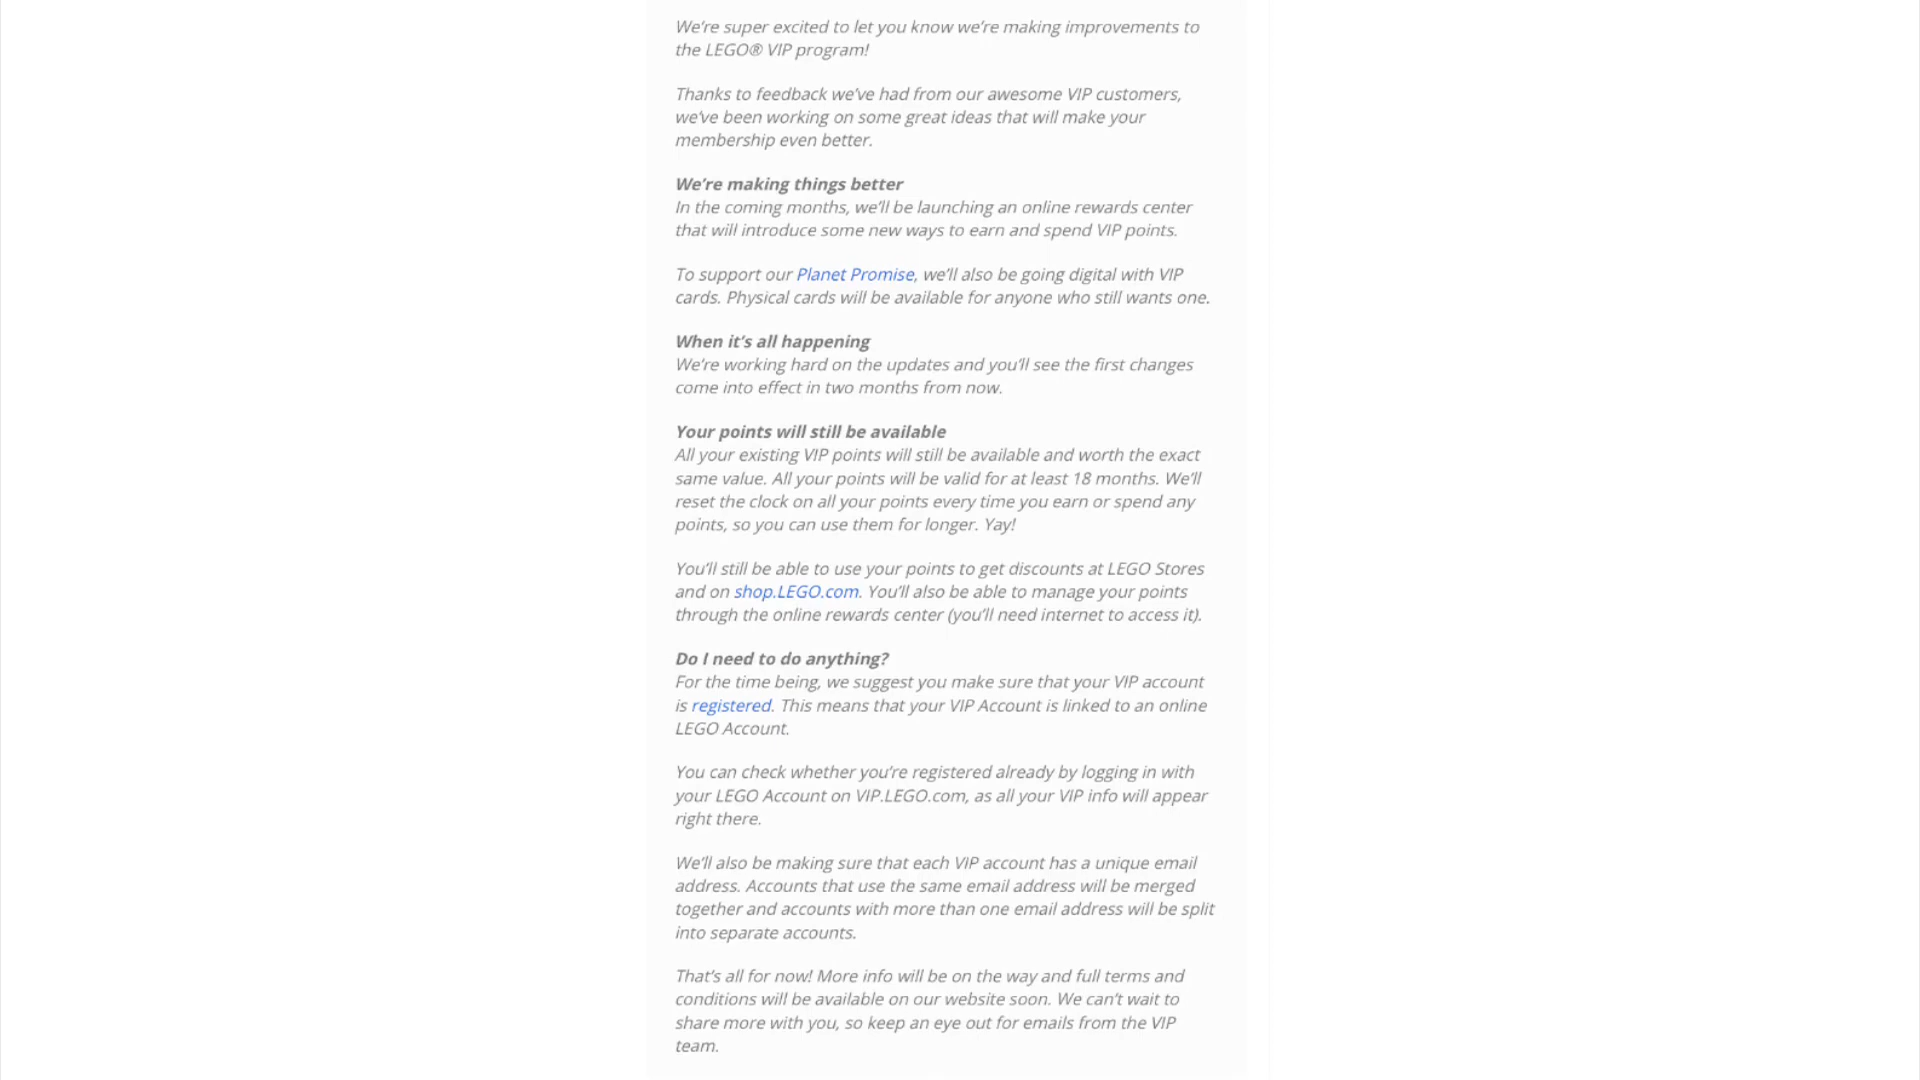 We're super excited to let you know we're making improvements to
the LEGO® VIP program!
Thanks to feedback we've had from our awesome VIP customers,
we've been working on some great ideas that will make your
membership even better.
We're making things better
In the coming months, we'll be launching an online rewards center
that will introduce some new ways to earn and spend VIP points.
To support our Planet Promise, we'll also be going digital with VIP
cards. Physical cards will be available for anyone who still wants one.
When it's all happening
We're working hard on the updates and you'll see the first changes
come into effect in two months from now.
Your points will still be available
All your existing VIP points will still be available and worth the exact
same value. All your points will be valid for at least 18 months. We'll
reset the clock on all your points every time you earn or spend any
points, so you can use them for longer. Yay!
You'll still be able to use your points to get discounts at LEGO Stores
and on shop.LEGO.com. You'll also be able to manage your points
through the online rewards center (you'll need internet to access it).
Do I need to do anything?
For the time being, we suggest you make sure that your VIP account
is registered. This means that your VIP Account is linked to an online
LEGO Account.
You can check whether you're registered already by logging in with
your LEGO Account on VIP.LEGO.com, as all your VIP info will appear
right there.
We'll also be making sure that each VIP account has a unique email
address. Accounts that use the same email address will be merged
together and accounts with more than one email address will be split
into separate accounts.
That's all for now! More info will be on the way and full terms and
conditions will be available on our website soon. We can't wait to
share more with you, so keep an eye out for emails from the VIP
team.